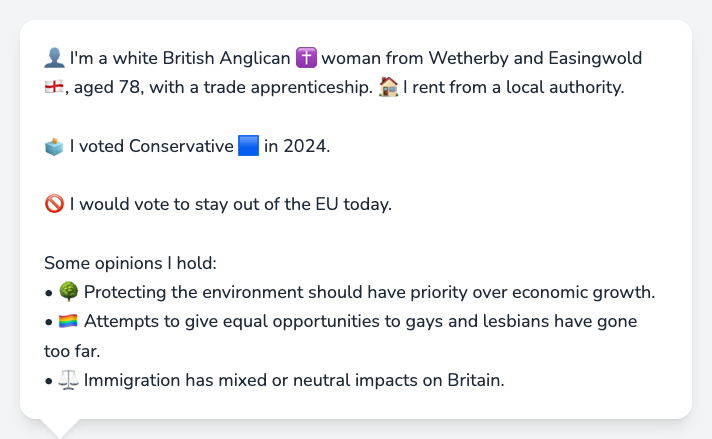 👤 I'm a white British Anglican ✝️ woman from Wetherby and Easingwold
🏴󠁧󠁢󠁥󠁮󠁧󠁿, aged 78, with a trade apprenticeship. 🏠 I rent from a local authority.
🗳️ I voted Conservative 🟦 in 2024.
🚫 I would vote to stay out of the EU today.
Some opinions I hold:
• 🌳 Protecting the environment should have priority over economic growth.
• 🏳️‍🌈 Attempts to give equal opportunities to gays and lesbians have gone
too far.
• ⚖️ Immigration has mixed or neutral impacts on Britain.